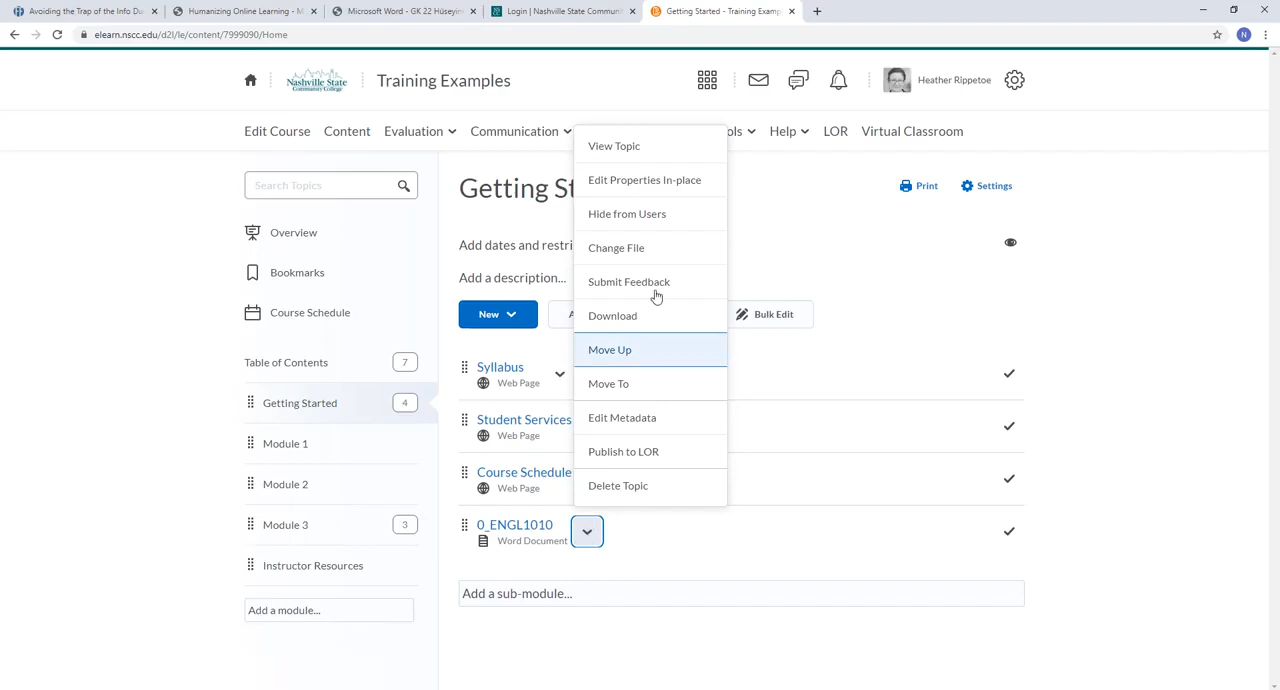 Avoiding the Trap of the Info Du
Humanizing Online Learning - M
Microsoft Word - GK 22 Hüseyin
Login | Nashville State Commun
Getting Started - Training Examp
elearn.nscc.edu/d2l/le/content/7999090/Home
N
Nashville State
Community College
Training Examples
Heather Rippetoe
Edit Course
Content
Evaluation
Communication
ols
Help
LOR
Virtual Classroom
Search Topics
Overview
Bookmarks
Course Schedule
Table of Contents
7
Getting Started
4
Module 1
Module 2
Module 3
3
Instructor Resources
Add a module...
Getting St
Print
Settings
Add dates and restri
Add a description...
New
A
Bulk Edit
Syllabus
Web Page
Student Services
Web Page
Course Schedule
Web Page
0_ENGL1010
Word Document
Add a sub-module...
View Topic
Edit Properties In-place
Hide from Users
Change File
Submit Feedback
Download
Move Up
Move To
Edit Metadata
Publish to LOR
Delete Topic